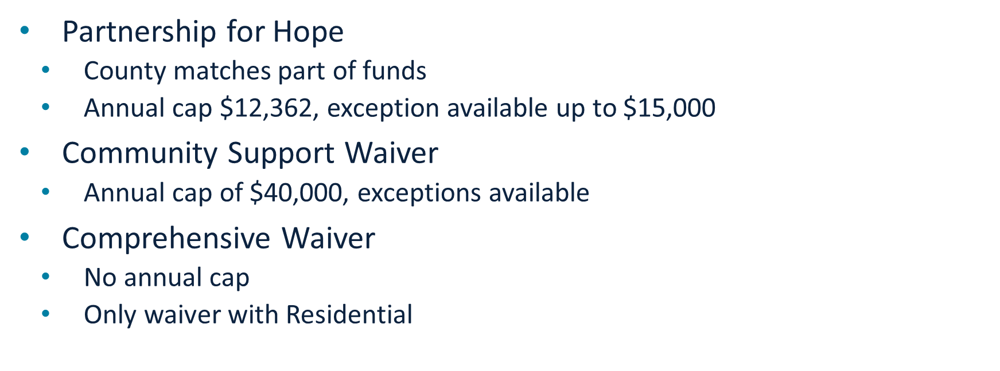 • Partnership for Hope
• County matches part of funds
• Annual cap $12,362, exception available up to $15,000
• Community Support Waiver
• Annual cap of $40,000, exceptions available
• Comprehensive Waiver
• No annual cap
• Only waiver with Residential